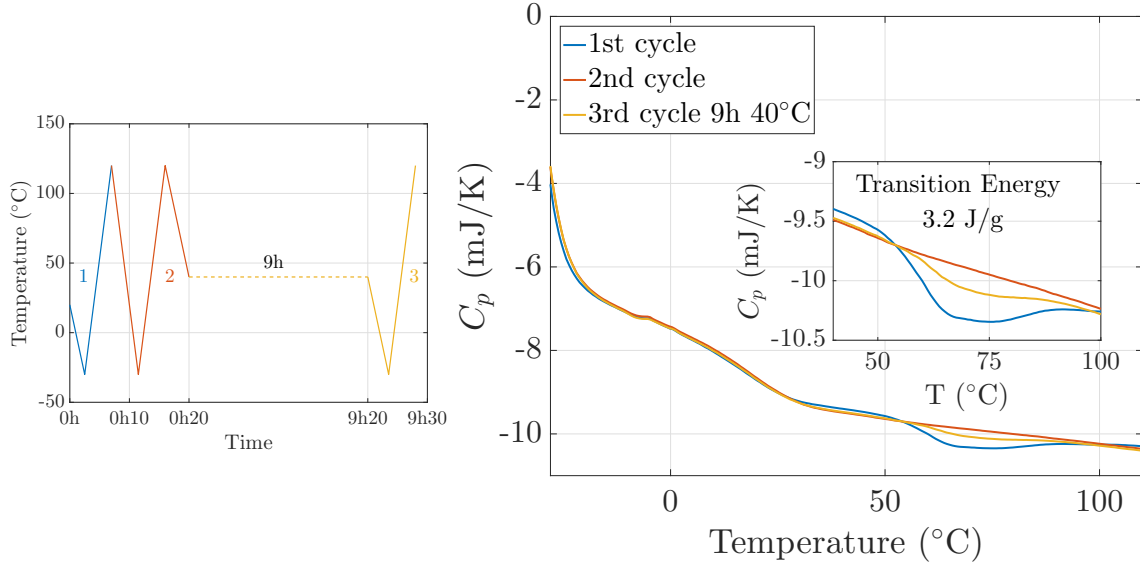 150
100
50
0
-50
Temperature (°C)
1
2
9h
3
0h
0h10
0h20
9h20
9h30
Time
0
-2
-4
-6
-8
-10
C_p (mJ/K)
1st cycle
2nd cycle
3rd cycle 9h 40°C
0
50
100
Temperature (°C)
-9
-9.5
-10
-10.5
C_p (mJ/K)
Transition Energy
3.2 J/g
50
75
100
T (°C)